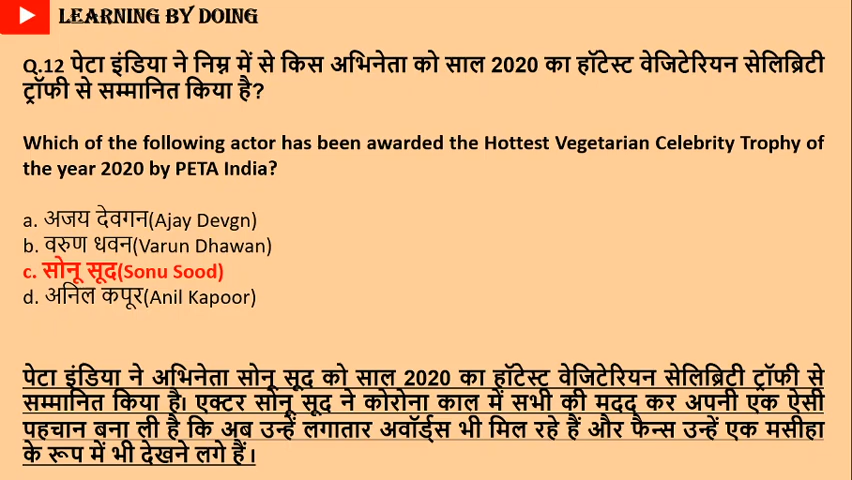 LEARNING BY DOING
Q.12 पेटा इंडिया ने निम्न में से किस अभिनेता को साल 2020 का हॉटेस्ट वेजिटेरियन सेलिब्रिटी
ट्रॉफी से सम्मानित किया है?
Which of the following actor has been awarded the Hottest Vegetarian Celebrity Trophy of
the year 2020 by PETA India?
a. अजय देवगन(Ajay Devgn)
b. वरुण धवन(Varun Dhawan)
c. सोनू सूद(Sonu Sood)
d. अनिल कपूर(Anil Kapoor)
पेटा इंडिया ने अभिनेता सोनू सूद को साल 2020 का हॉटेस्ट वेजिटेरियन सेलिब्रिटी ट्रॉफी से
सम्मानित किया है। एक्टर सोनू सूद ने कोरोना काल में सभी की मदद कर अपनी एक ऐसी
पहचान बना ली है कि अब उन्हें लगातार अवॉर्ड्स भी मिल रहे हैं और फैन्स उन्हें एक मसीहा
के रूप में भी देखने लगे हैं।